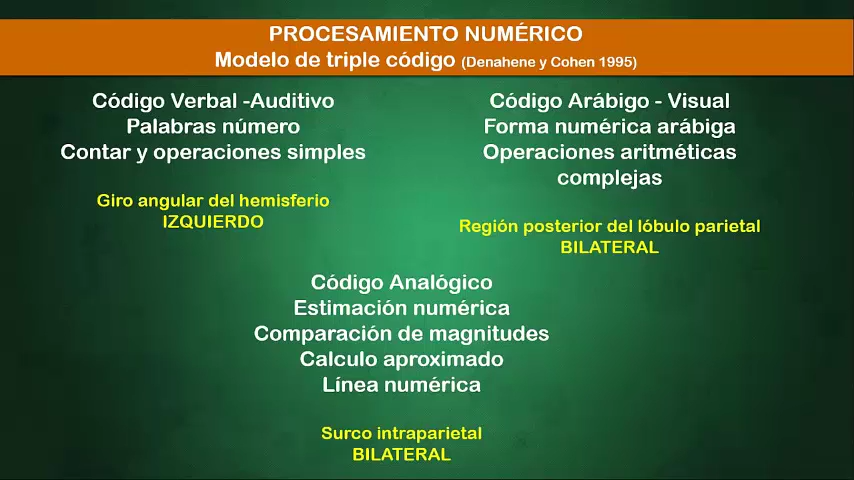 PROCESAMIENTO NUMÉRICO
Modelo de triple código (Denahene y Cohen 1995)
Código Verbal -Auditivo
Palabras número
Contar y operaciones simples
Giro angular del hemisferio
IZQUIERDO
Código Arábigo - Visual
Forma numérica arábiga
Operaciones aritméticas
complejas
Región posterior del lóbulo parietal
BILATERAL
Código Analógico
Estimación numérica
Comparación de magnitudes
Calculo aproximado
Línea numérica
Surco intraparietal
BILATERAL